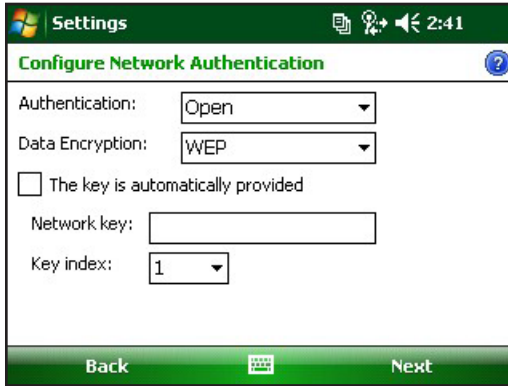 Settings 2:41
Configure Network Authentication ?
Authentication: Open
Data Encryption: WEP
The key is automatically provided
Network key:
Key index: 1
Back Next